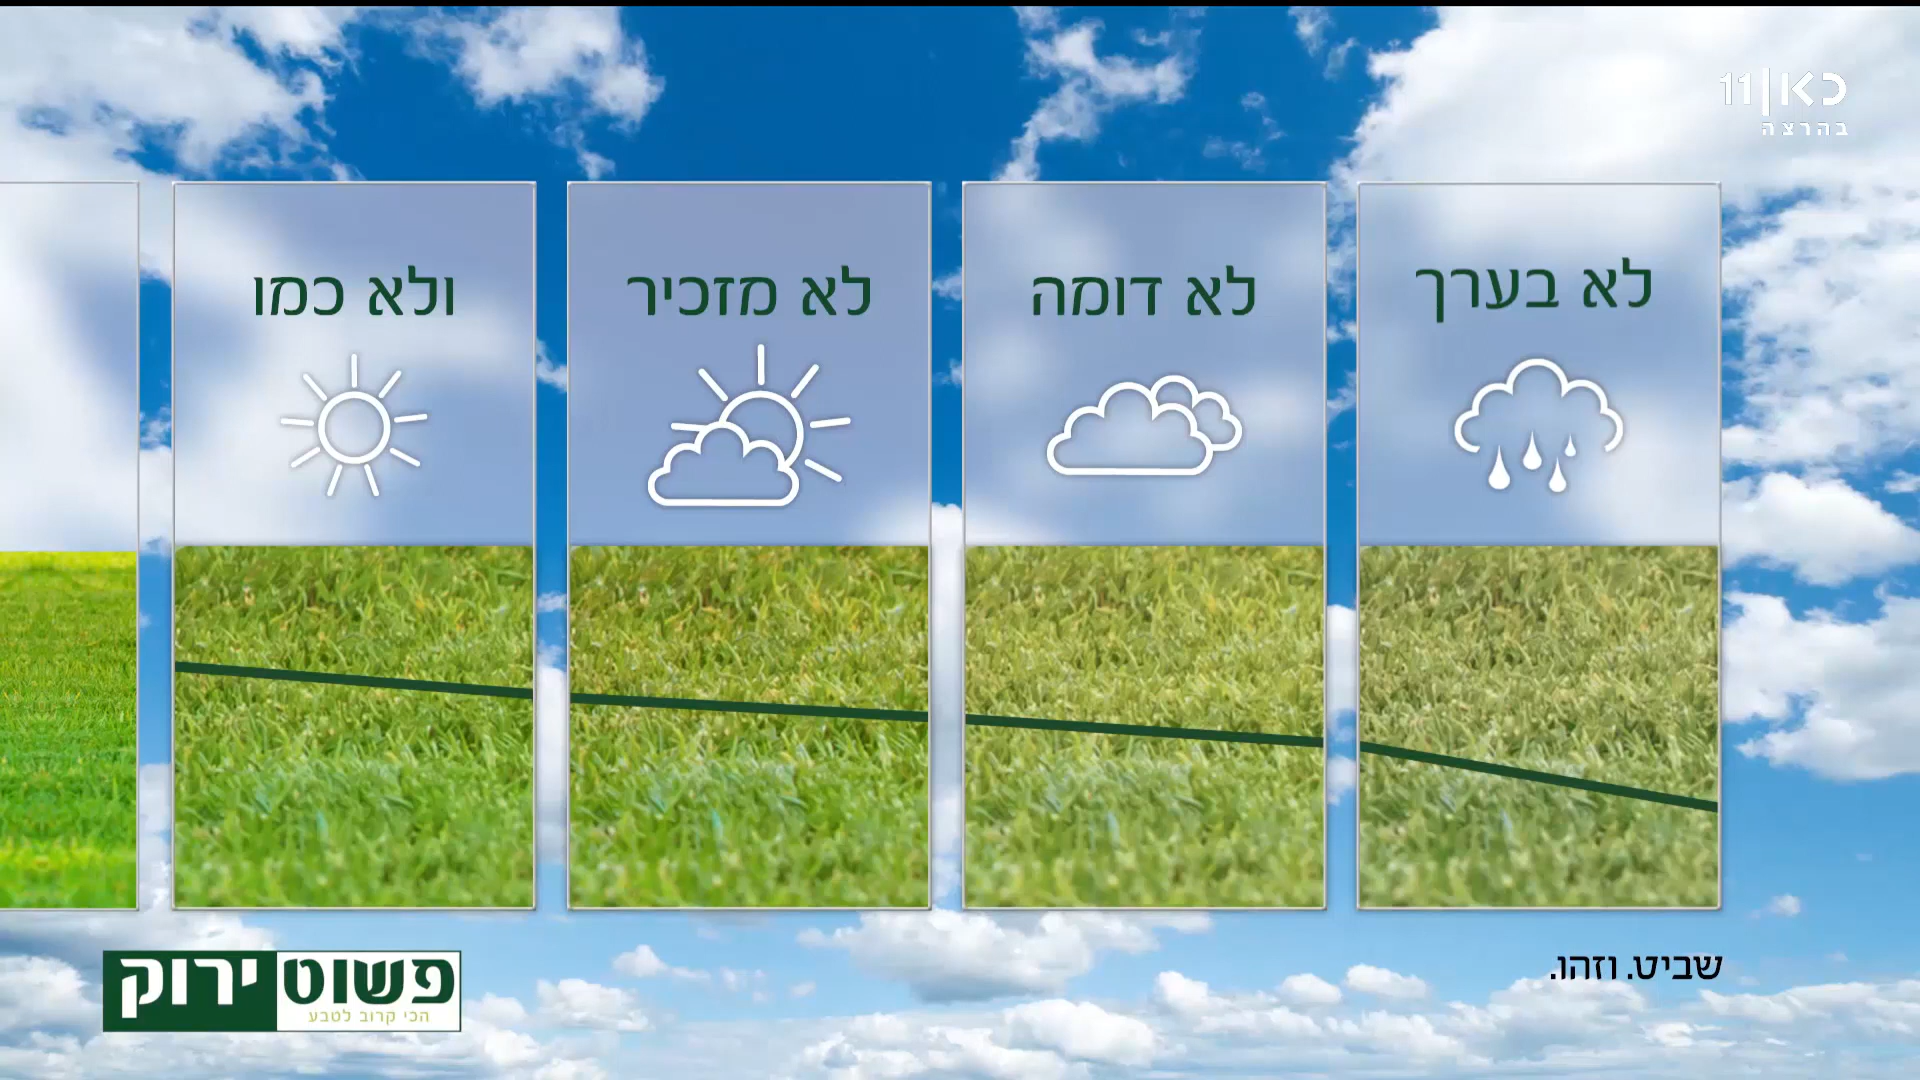 כאן 11
בהרצה
לא בערך
לא דומה
לא מזכיר
ולא כמו
שביט. וזהו.
פשוט ירוק
הכי קרוב לטבע